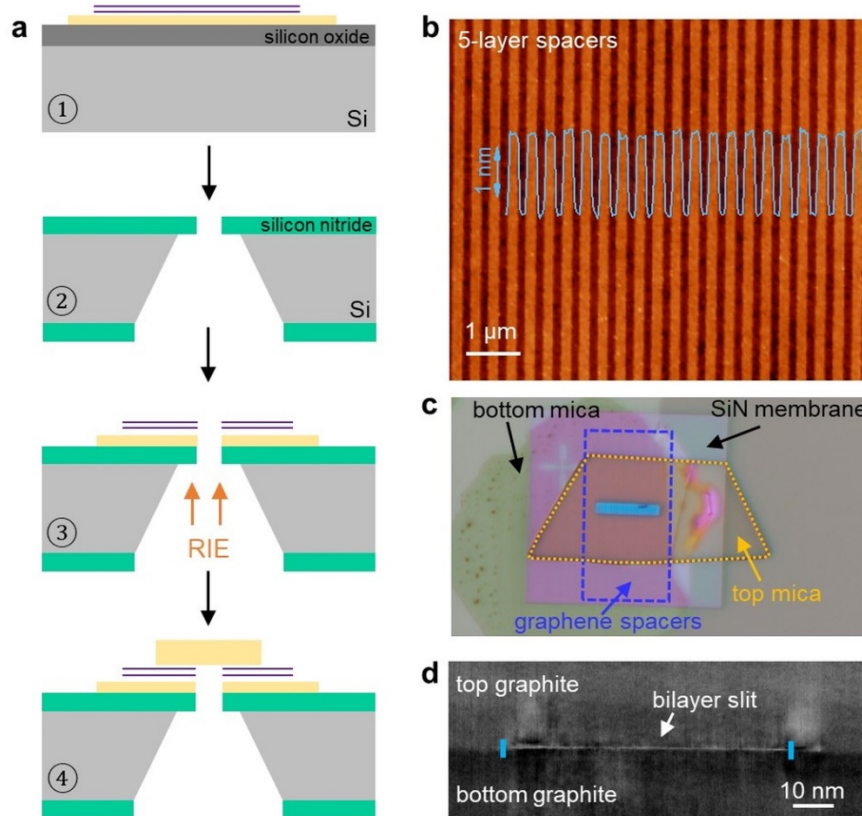 a
silicon oxide
①
Si
silicon nitride
②
Si
③
RIE
④
b
5-layer spacers
1 nm
1 μm
c
bottom mica
SiN membrane
top mica
graphene spacers
d
top graphite
bilayer slit
10 nm
bottom graphite